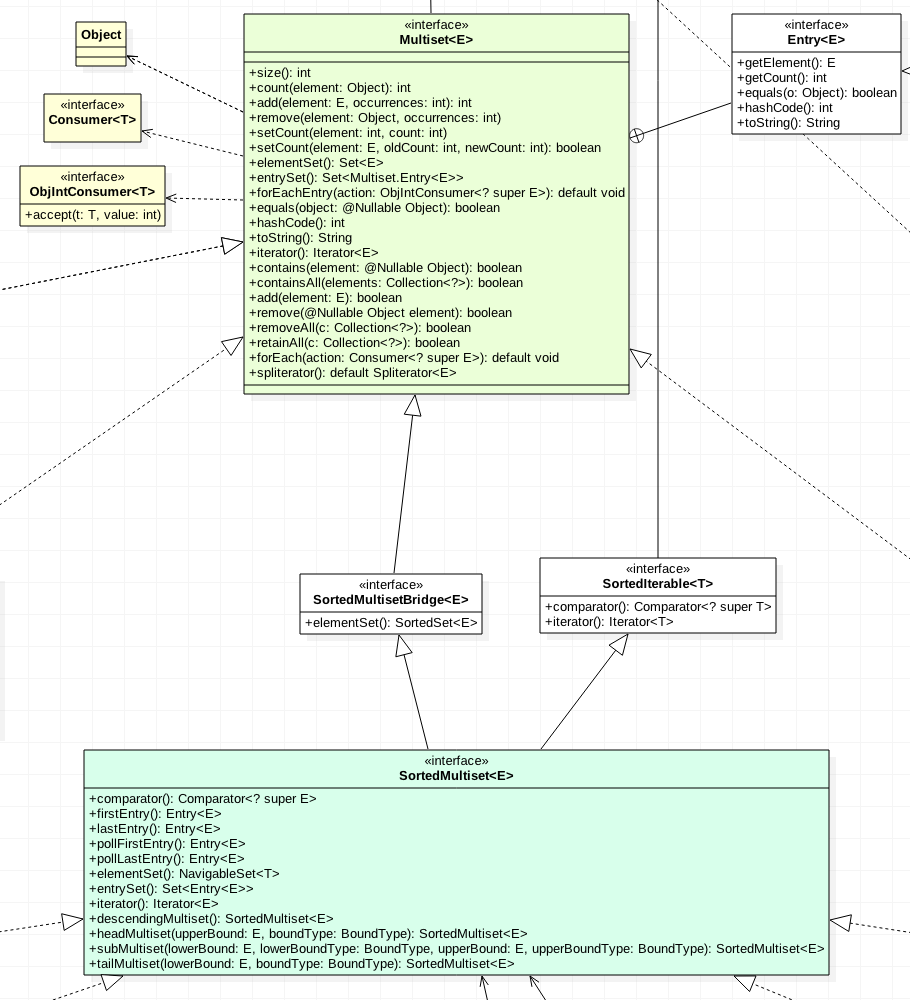 Object
«interface»
Consumer<T>
«interface»
ObjIntConsumer<T>
+accept(t: T, value: int)
«interface»
Multiset<E>
+size(): int
+count(element: Object): int
+add(element: E, occurrences: int): int
+remove(element: Object, occurrences: int)
+setCount(element: int, count: int)
+setCount(element: E, oldCount: int, newCount: int): boolean
+elementSet(): Set<E>
+entrySet(): Set<Multiset.Entry<E>>
+forEachEntry(action: ObjIntConsumer<? super E>): default void
+equals(object: @Nullable Object): boolean
+hashCode(): int
+toString(): String
+iterator(): Iterator<E>
+contains(element: @Nullable Object): boolean
+containsAll(elements: Collection<?>): boolean
+add(element: E): boolean
+remove(@Nullable Object element): boolean
+removeAll(c: Collection<?>): boolean
+retainAll(c: Collection<?>): boolean
+forEach(action: Consumer<? super E>): default void
+spliterator(): default Spliterator<E>
«interface»
Entry<E>
+getElement(): E
+getCount(): int
+equals(o: Object): boolean
+hashCode(): int
+toString(): String
«interface»
SortedMultisetBridge<E>
+elementSet(): SortedSet<E>
«interface»
SortedIterable<T>
+comparator(): Comparator<? super T>
+iterator(): Iterator<T>
«interface»
SortedMultiset<E>
+comparator(): Comparator<? super E>
+firstEntry(): Entry<E>
+lastEntry(): Entry<E>
+pollFirstEntry(): Entry<E>
+pollLastEntry(): Entry<E>
+elementSet(): NavigableSet<T>
+entrySet(): Set<Entry<E>>
+iterator(): Iterator<E>
+descendingMultiset(): SortedMultiset<E>
+headMultiset(upperBound: E, boundType: BoundType): SortedMultiset<E>
+subMultiset(lowerBound: E, lowerBoundType: BoundType, upperBound: E, upperBoundType: BoundType): SortedMultiset<E>
+tailMultiset(lowerBound: E, boundType: BoundType): SortedMultiset<E>